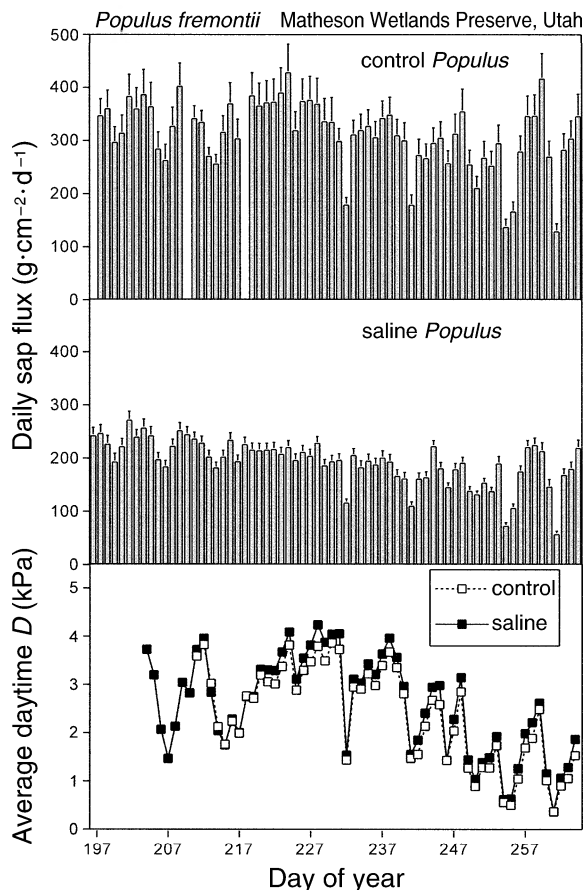 Populus fremontii Matheson Wetlands Preserve, Utah
500
control Populus
400
300
200
100
0
Daily sap flux (g·cm−2·d−1)
saline Populus
400
300
200
100
0
Average daytime D (kPa)
5
control
saline
4
3
2
1
0
197 207 217 227 237 247 257
Day of year